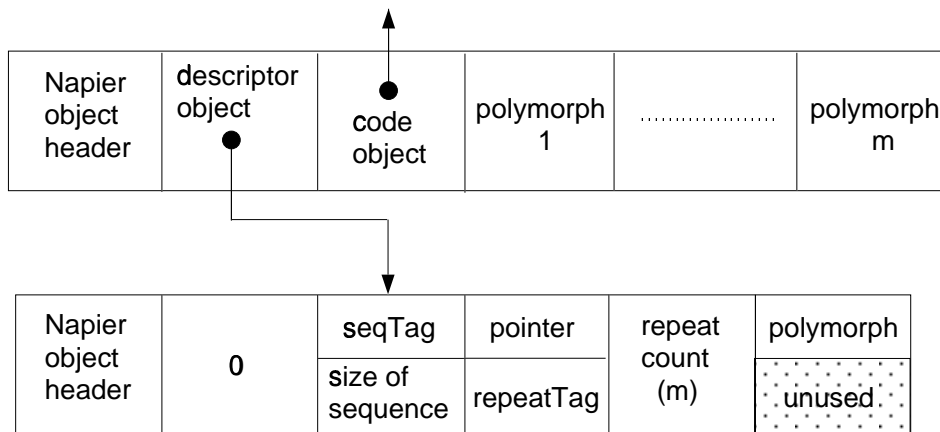 Napier
object
header
descriptor
object
code
object
polymorph
1
....................
polymorph
m
Napier
object
header
0
seqTag
size of
sequence
pointer
repeatTag
repeat
count
(m)
polymorph
unused